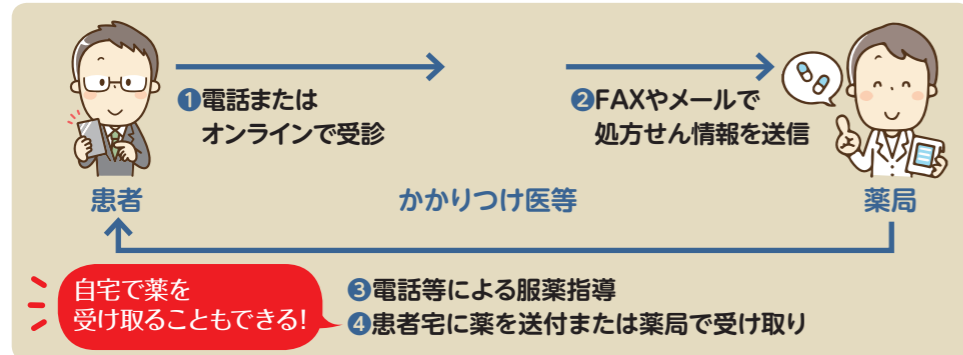 ❶電話または
オンラインで受診
❷FAXやメールで
処方せん情報を送信
患者
かかりつけ医等
薬局
自宅で薬を
受け取ることもできる!
❸電話等による服薬指導
❹患者宅に薬を送付または薬局で受け取り